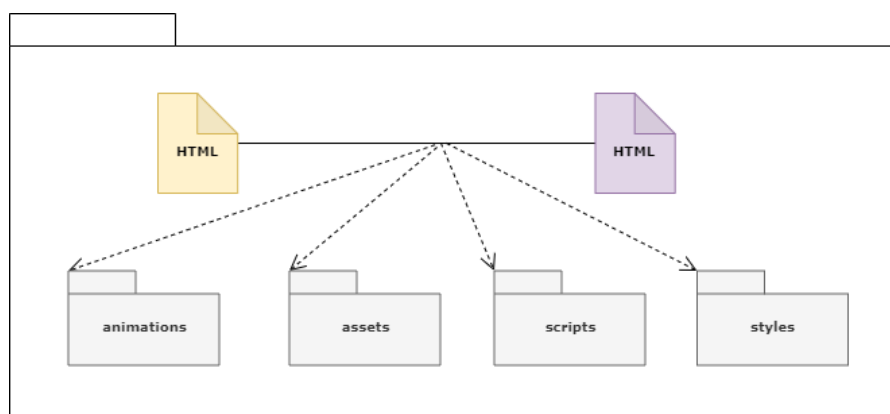 HTML
HTML
animations
assets
scripts
styles